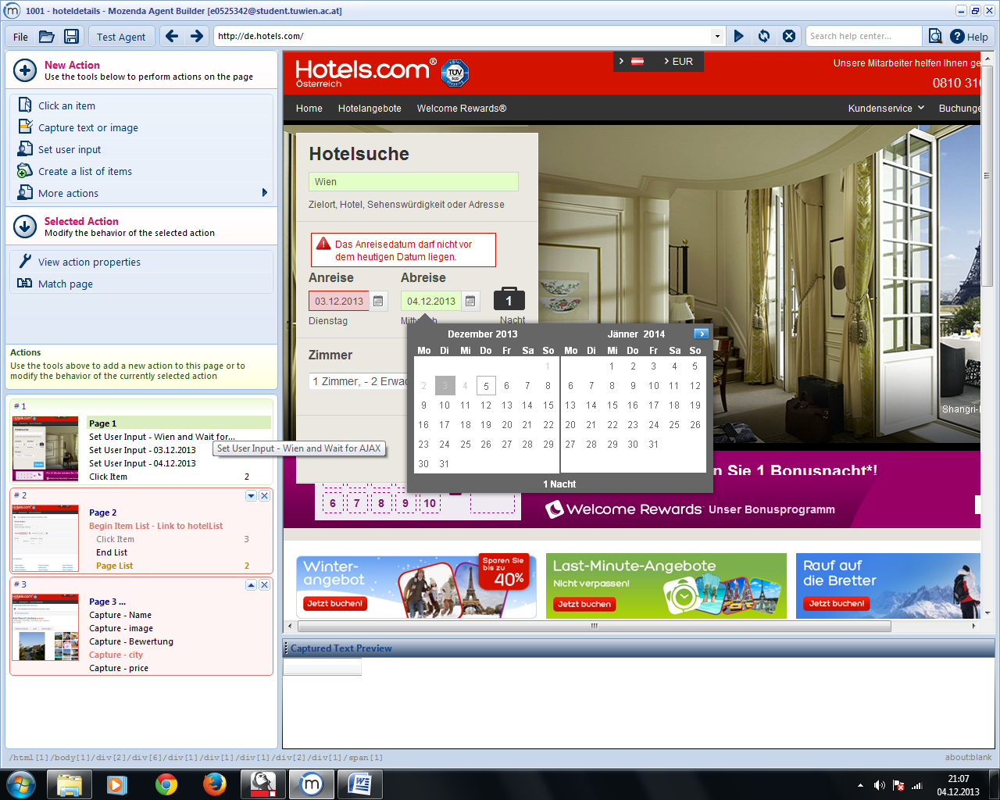 1001 - hoteldetails - Mozenda Agent Builder [e0525342@student.tuwien.ac.at]
File
Test Agent
http://de.hotels.com/
Search help center...
Help
New Action
Use the tools below to perform actions on the page
Click an item
Capture text or image
Set user input
Create a list of items
More actions
Selected Action
Modify the behavior of the selected action
View action properties
Match page
Actions
Use the tools above to add a new action to this page or to
modify the behavior of the currently selected action
# 1
Page 1
Set User Input - Wien and Wait for...
Set User Input - 03.12.2013
Set User Input - 04.12.2013
Click Item 2
Set User Input - Wien and Wait for AJAX
# 2
Page 2
Begin Item List - Link to hotelList
Click Item 3
End List
Page List 2
# 3
Page 3 ...
Capture - Name
Capture - image
Capture - Bewertung
Capture - city
Capture - price
Hotels.com®
Österreich
TÜV
SÜD
EUR
Unsere Mitarbeiter helfen Ihnen ge
0810 310
Home Hotelangebote Welcome Rewards®
Kundenservice Buchunge
Hotelsuche
Wien
Zielort, Hotel, Sehenswürdigkeit oder Adresse
Das Anreisedatum darf nicht vor
dem heutigen Datum liegen.
Anreise Abreise
03.12.2013 04.12.2013 1
Dienstag Mittwoch Nacht
Zimmer
1 Zimmer, - 2 Erwac
Dezember 2013 Jänner 2014
Mo Di Mi Do Fr Sa So Mo Di Mi Do Fr Sa So
1 1 2 3 4 5
2 3 4 5 6 7 8 6 7 8 9 10 11 12
9 10 11 12 13 14 15 13 14 15 16 17 18 19
16 17 18 19 20 21 22 20 21 22 23 24 25 26
23 24 25 26 27 28 29 27 28 29 30 31
30 31
1 Nacht
Shangri-
n Sie 1 Bonusnacht*!
6 7 8 9 10
Welcome Rewards® Unser Bonusprogramm
Winter-
angebot
Jetzt buchen!
Sparen Sie
bis zu
40%
Last-Minute-Angebote
Nicht verpassen!
Jetzt buchen
Rauf auf
die Bretter
Jetzt buchen!
Captured Text Preview
/html[1]/body[1]/div[2]/div[6]/div[1]/div[1]/div[1]/div[2]/div[1]/span[1]
about:blank
21:07
04.12.2013